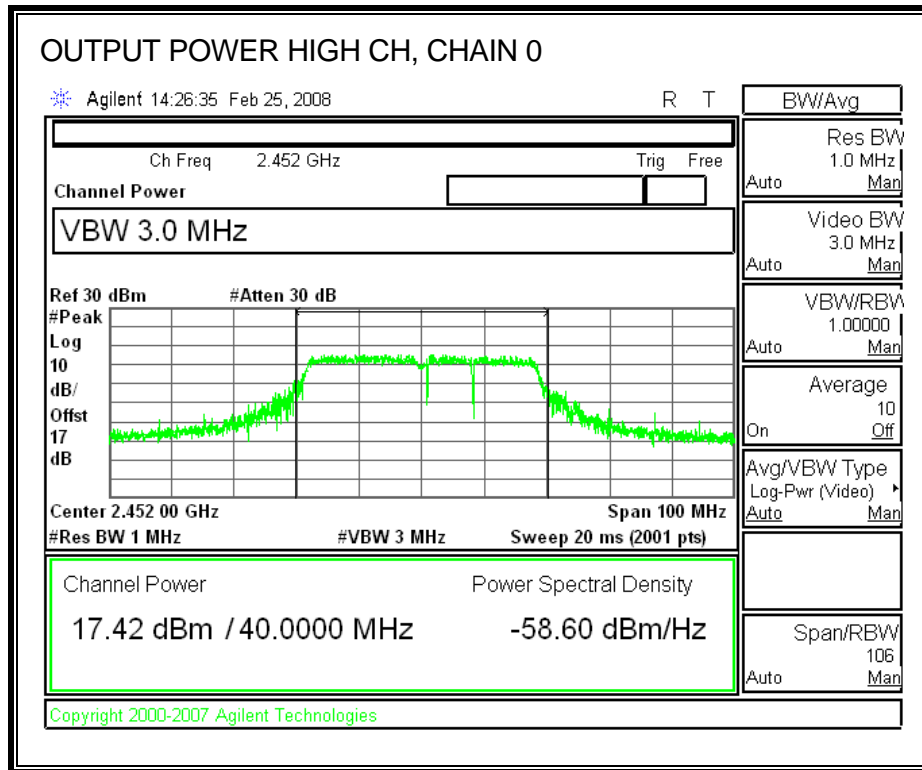 OUTPUT POWER HIGH CH, CHAIN 0
Agilent 14:26:35 Feb 25, 2008 R T
BW/Avg
Ch Freq 2.452 GHz Trig Free
Channel Power
VBW 3.0 MHz
Ref 30 dBm #Atten 30 dB
#Peak
Log
10
dB/
Offst
17
dB
Center 2.452 00 GHz Span 100 MHz
#Res BW 1 MHz #VBW 3 MHz Sweep 20 ms (2001 pts)
Channel Power Power Spectral Density
17.42 dBm / 40.0000 MHz -58.60 dBm/Hz
Copyright 2000-2007 Agilent Technologies
Res BW
1.0 MHz
Auto Man
Video BW
3.0 MHz
Auto Man
VBW/RBW
1.00000
Auto Man
Average
10
On Off
Avg/VBW Type
Log-Pwr (Video)
Auto Man
Span/RBW
106
Auto Man